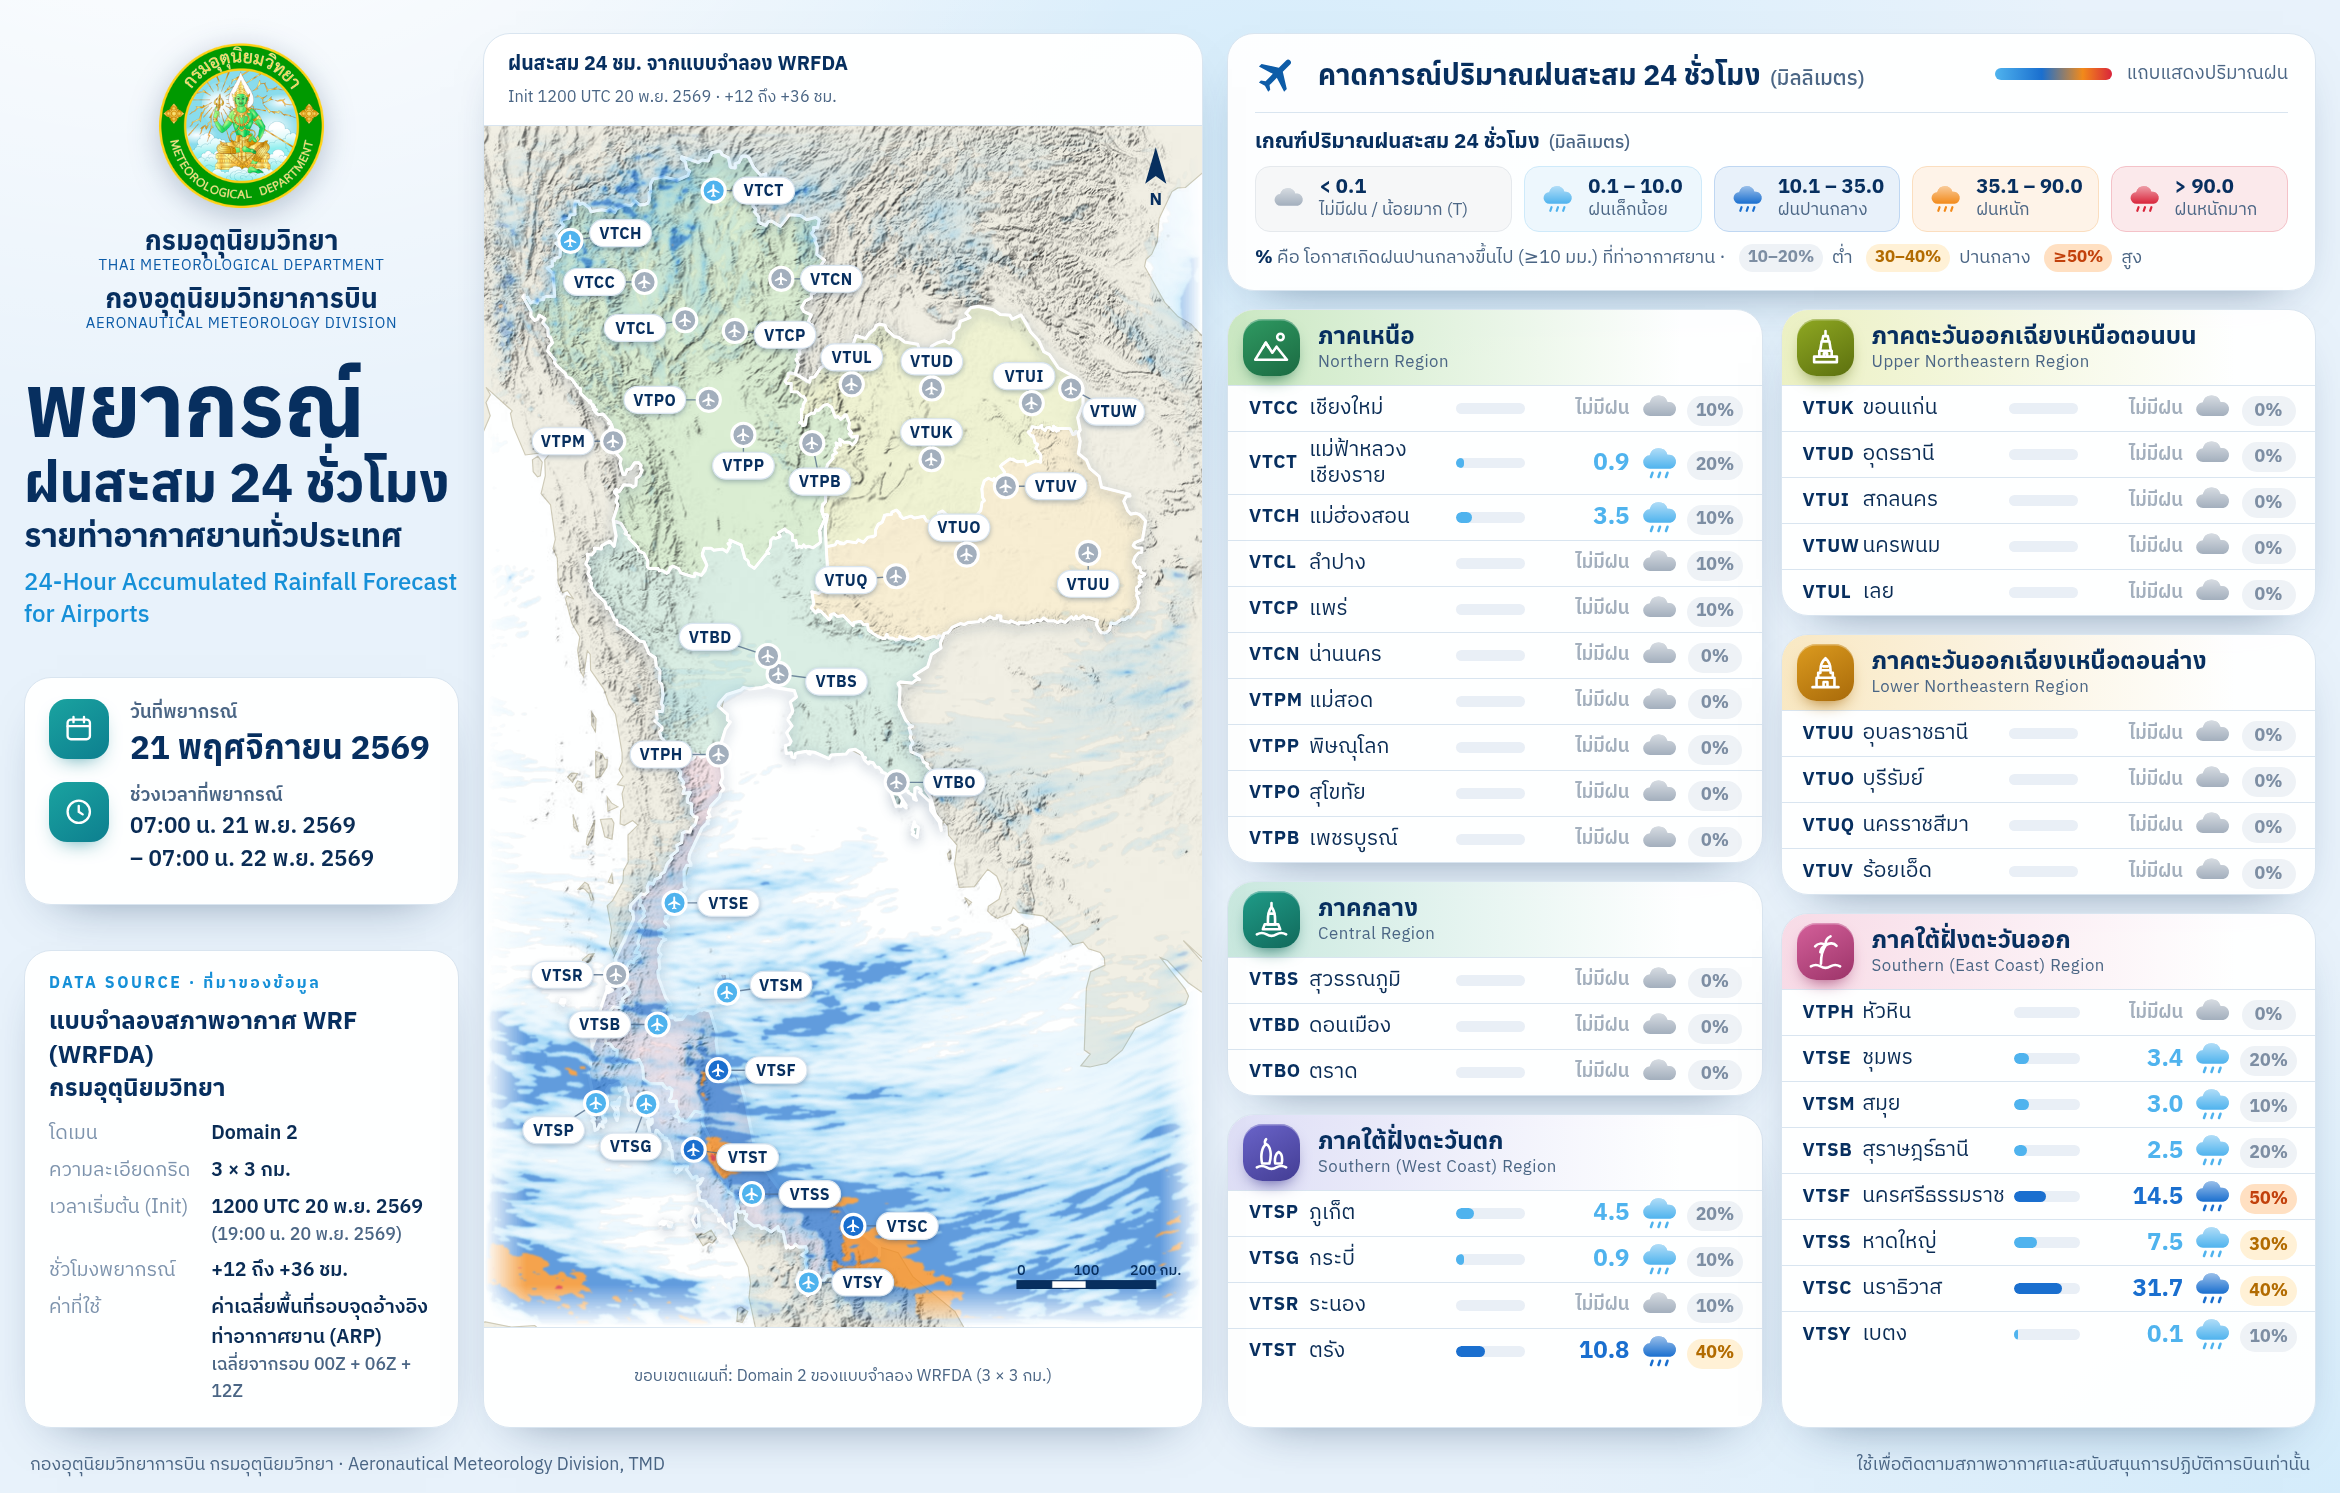 กรมอุตุนิยมวิทยา
METEOROLOGICAL DEPARTMENT
กรมอุตุนิยมวิทยา
THAI METEOROLOGICAL DEPARTMENT
กองอุตุนิยมวิทยาการบิน
AERONAUTICAL METEOROLOGY DIVISION
พยากรณ์
ฝนสะสม 24 ชั่วโมง
รายท่าอากาศยานทั่วประเทศ
24-Hour Accumulated Rainfall Forecast
for Airports
วันที่พยากรณ์
21 พฤศจิกายน 2569
ช่วงเวลาที่พยากรณ์
07:00 น. 21 พ.ย. 2569
– 07:00 น. 22 พ.ย. 2569
DATA SOURCE · ที่มาของข้อมูล
แบบจำลองสภาพอากาศ WRF
(WRFDA)
กรมอุตุนิยมวิทยา
โดเมน Domain 2
ความละเอียดกริด 3 × 3 กม.
เวลาเริ่มต้น (Init) 1200 UTC 20 พ.ย. 2569
(19:00 น. 20 พ.ย. 2569)
ชั่วโมงพยากรณ์ +12 ถึง +36 ชม.
ค่าที่ใช้ ค่าเฉลี่ยพื้นที่รอบจุดอ้างอิง
ท่าอากาศยาน (ARP)
เฉลี่ยจากรอบ 00Z + 06Z +
12Z
ฝนสะสม 24 ชม. จากแบบจำลอง WRFDA
Init 1200 UTC 20 พ.ย. 2569 · +12 ถึง +36 ชม.
N
VTCT
VTCH
VTCC
VTCN
VTCL
VTCP
VTUL
VTUD
VTUI
VTUW
VTPO
VTPM
VTPP
VTPB
VTUK
VTUV
VTUO
VTUQ
VTUU
VTBD
VTBS
VTPH
VTBO
VTSE
VTSR
VTSM
VTSB
VTSF
VTSP
VTSG
VTST
VTSS
VTSC
VTSY
0 100 200 กม.
ขอบเขตแผนที่: Domain 2 ของแบบจำลอง WRFDA (3 × 3 กม.)
คาดการณ์ปริมาณฝนสะสม 24 ชั่วโมง (มิลลิเมตร)
แถบแสดงปริมาณฝน
เกณฑ์ปริมาณฝนสะสม 24 ชั่วโมง (มิลลิเมตร)
< 0.1
ไม่มีฝน / น้อยมาก (T)
0.1 – 10.0
ฝนเล็กน้อย
10.1 – 35.0
ฝนปานกลาง
35.1 – 90.0
ฝนหนัก
> 90.0
ฝนหนักมาก
% คือ โอกาสเกิดฝนปานกลางขึ้นไป (≥10 มม.) ที่ท่าอากาศยาน · 10–20% ต่ำ 30–40% ปานกลาง ≥50% สูง
ภาคเหนือ
Northern Region
VTCC เชียงใหม่ ไม่มีฝน 10%
VTCT แม่ฟ้าหลวง เชียงราย 0.9 20%
VTCH แม่ฮ่องสอน 3.5 10%
VTCL ลำปาง ไม่มีฝน 10%
VTCP แพร่ ไม่มีฝน 10%
VTCN น่านนคร ไม่มีฝน 0%
VTPM แม่สอด ไม่มีฝน 0%
VTPP พิษณุโลก ไม่มีฝน 0%
VTPO สุโขทัย ไม่มีฝน 0%
VTPB เพชรบูรณ์ ไม่มีฝน 0%
ภาคกลาง
Central Region
VTBS สุวรรณภูมิ ไม่มีฝน 0%
VTBD ดอนเมือง ไม่มีฝน 0%
VTBO ตราด ไม่มีฝน 0%
ภาคใต้ฝั่งตะวันตก
Southern (West Coast) Region
VTSP ภูเก็ต 4.5 20%
VTSG กระบี่ 0.9 10%
VTSR ระนอง ไม่มีฝน 10%
VTST ตรัง 10.8 40%
ภาคตะวันออกเฉียงเหนือตอนบน
Upper Northeastern Region
VTUK ขอนแก่น ไม่มีฝน 0%
VTUD อุดรธานี ไม่มีฝน 0%
VTUI สกลนคร ไม่มีฝน 0%
VTUW นครพนม ไม่มีฝน 0%
VTUL เลย ไม่มีฝน 0%
ภาคตะวันออกเฉียงเหนือตอนล่าง
Lower Northeastern Region
VTUU อุบลราชธานี ไม่มีฝน 0%
VTUO บุรีรัมย์ ไม่มีฝน 0%
VTUQ นครราชสีมา ไม่มีฝน 0%
VTUV ร้อยเอ็ด ไม่มีฝน 0%
ภาคใต้ฝั่งตะวันออก
Southern (East Coast) Region
VTPH หัวหิน ไม่มีฝน 0%
VTSE ชุมพร 3.4 20%
VTSM สมุย 3.0 10%
VTSB สุราษฎร์ธานี 2.5 20%
VTSF นครศรีธรรมราช 14.5 50%
VTSS หาดใหญ่ 7.5 30%
VTSC นราธิวาส 31.7 40%
VTSY เบตง 0.1 10%
กองอุตุนิยมวิทยาการบิน กรมอุตุนิยมวิทยา · Aeronautical Meteorology Division, TMD
ใช้เพื่อติดตามสภาพอากาศและสนับสนุนการปฏิบัติการบินเท่านั้น